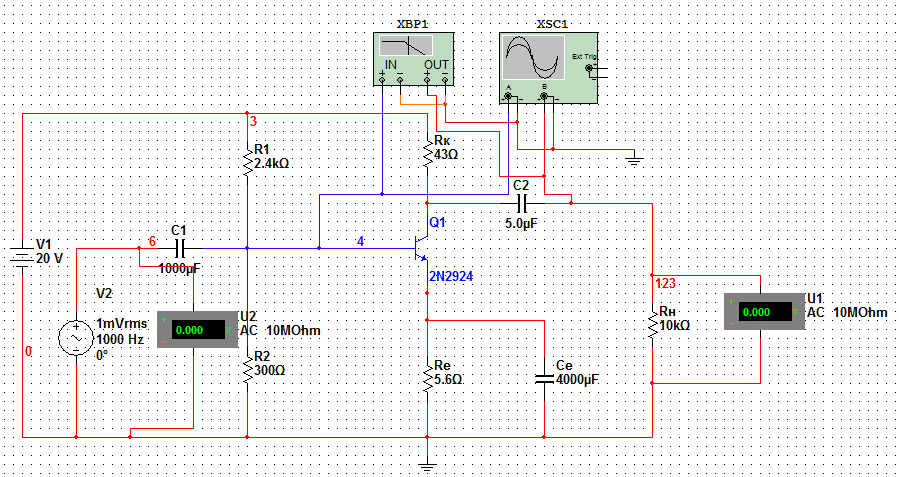 XBP1
XSC1
IN OUT
Ext Trig
A B
3
R1
2.4kΩ
Rк
43Ω
C2
5.0µF
C1
1000µF
6
4
Q1
2N2924
V1
20 V
V2
1mVrms
1000 Hz
0°
0
U2
AC 10MOhm
0.000 V
R2
300Ω
Re
5.6Ω
Ce
4000µF
123
Rн
10kΩ
U1
AC 10MOhm
0.000 V